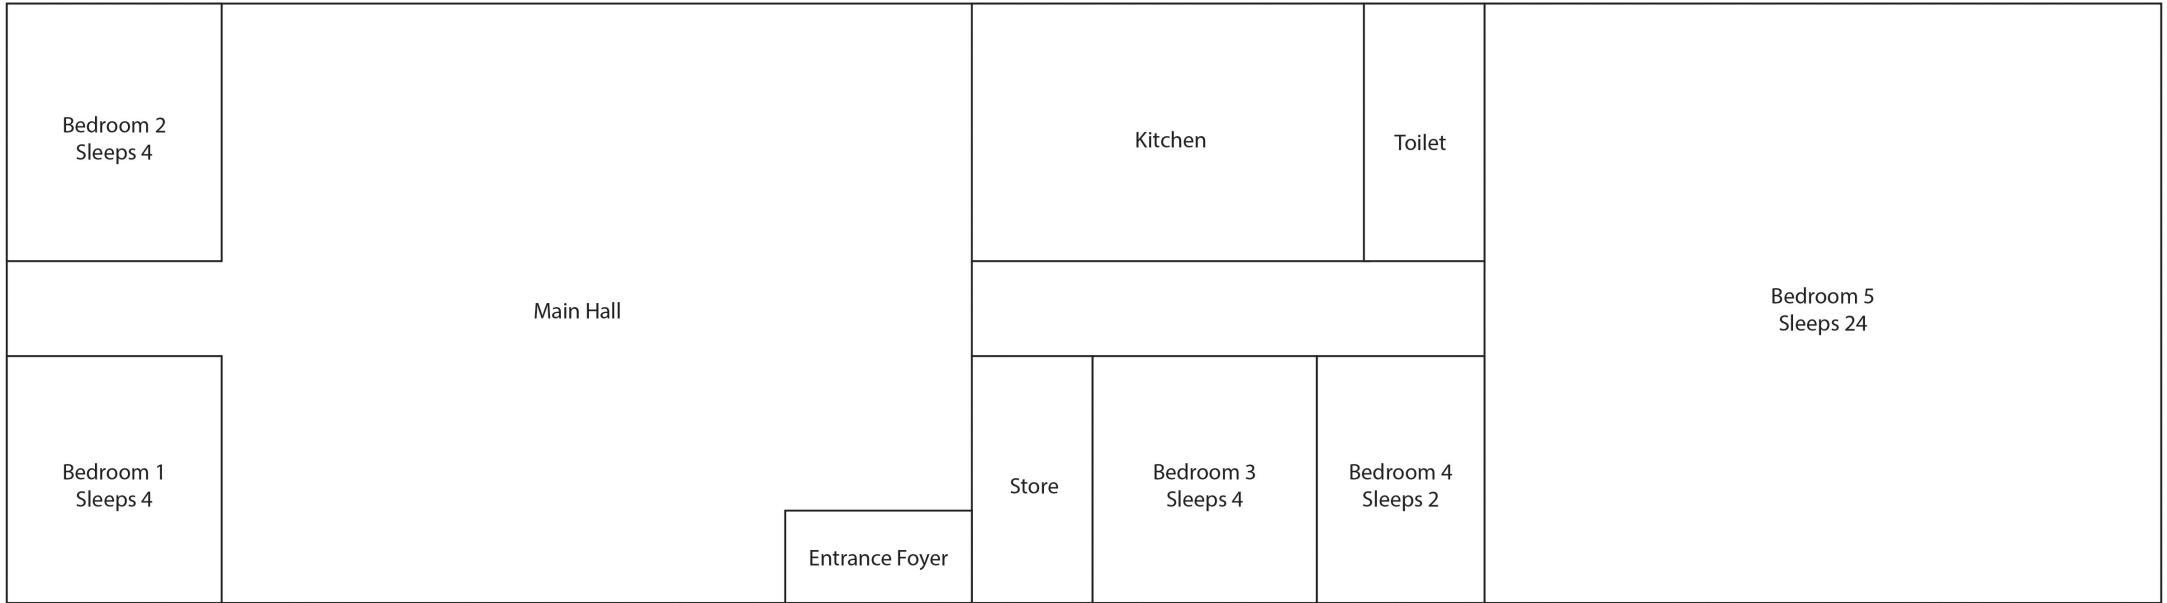 Bedroom 2
Sleeps 4
Kitchen
Toilet
Main Hall
Bedroom 5
Sleeps 24
Bedroom 1
Sleeps 4
Store
Bedroom 3
Sleeps 4
Bedroom 4
Sleeps 2
Entrance Foyer